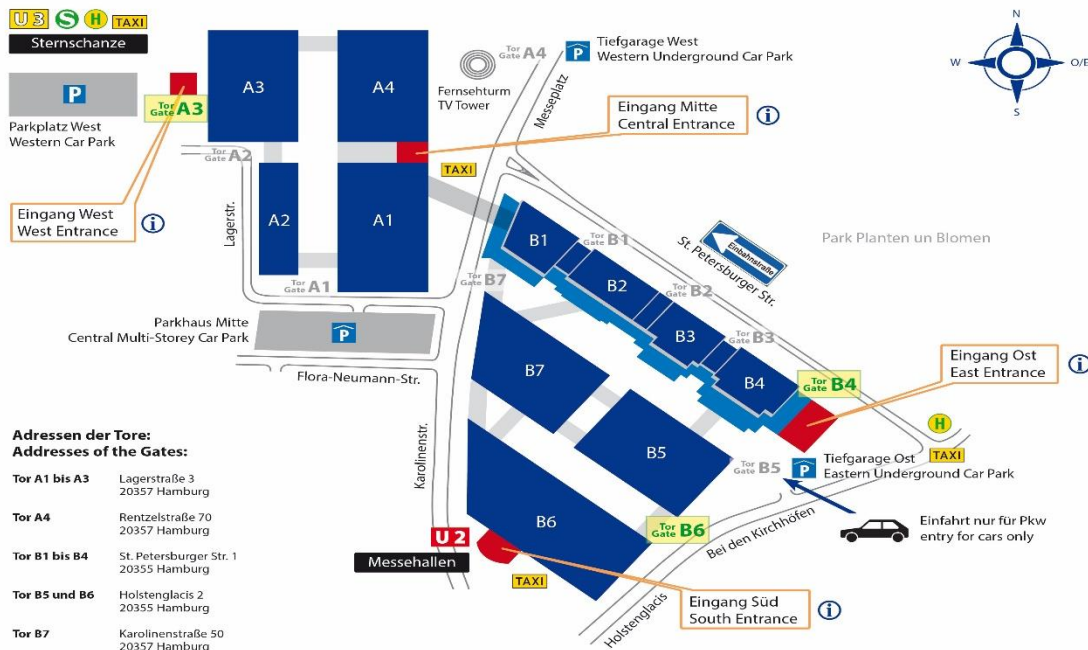 U3 S H TAXI
Sternschanze
P
Parkplatz West
Western Car Park
Tor
Gate A3
Eingang West
West Entrance
i
A3
A4
Tor
Gate A2
Lagerstr.
A2
A1
Tor
Gate A1
Fernsehturm
TV Tower
Tor
Gate A4
P
Tiefgarage West
Western Underground Car Park
Messeplatz
Eingang Mitte
Central Entrance
i
TAXI
N
W
O/E
S
B1
Tor
Gate B1
Einbahnstraße
St. Petersburger Str.
Park Planten un Blomen
Tor
Gate B7
B2
Tor
Gate B2
B3
Tor
Gate B3
B4
Tor
Gate B4
Eingang Ost
East Entrance
i
Parkhaus Mitte
Central Multi-Storey Car Park
P
Flora-Neumann-Str.
B7
B5
Karolinenstr.
H
TAXI
Tor
Gate B5
P
Tiefgarage Ost
Eastern Underground Car Park
B6
Tor
Gate B6
Bei den Kirchhöfen
Einfahrt nur für Pkw
entry for cars only
U2
Messehallen
TAXI
Holstenglacis
Eingang Süd
South Entrance
i
Adressen der Tore:
Addresses of the Gates:
Tor A1 bis A3 Lagerstraße 3
20357 Hamburg
Tor A4 Rentzelstraße 70
20357 Hamburg
Tor B1 bis B4 St. Petersburger Str. 1
20355 Hamburg
Tor B5 und B6 Holstenglacis 2
20355 Hamburg
Tor B7 Karolinenstraße 50
20357 Hamburg